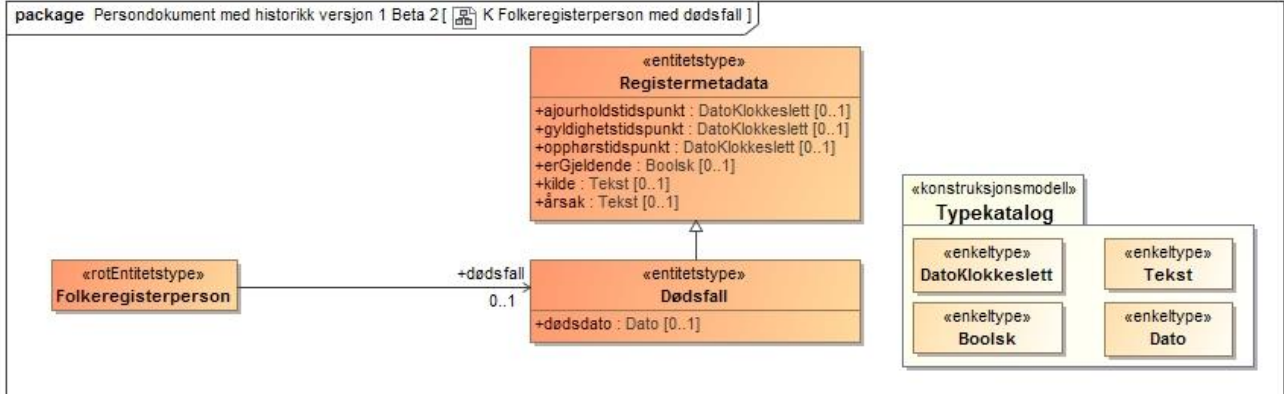 package Persondokument med historikk versjon 1 Beta 2 [ K Folkeregisterperson med dødsfall ]
«entitetstype»
Registermetadata
+ajourholdstidspunkt : DatoKlokkeslett [0..1]
+gyldighetstidspunkt : DatoKlokkeslett [0..1]
+opphørstidspunkt : DatoKlokkeslett [0..1]
+erGjeldende : Boolsk [0..1]
+kilde : Tekst [0..1]
+årsak : Tekst [0..1]
«rotEntitetstype»
Folkeregisterperson
+dødsfall
0..1
«entitetstype»
Dødsfall
+dødsdato : Dato [0..1]
«konstruksjonsmodell»
Typekatalog
«enkeltype»
DatoKlokkeslett
«enkeltype»
Tekst
«enkeltype»
Boolsk
«enkeltype»
Dato